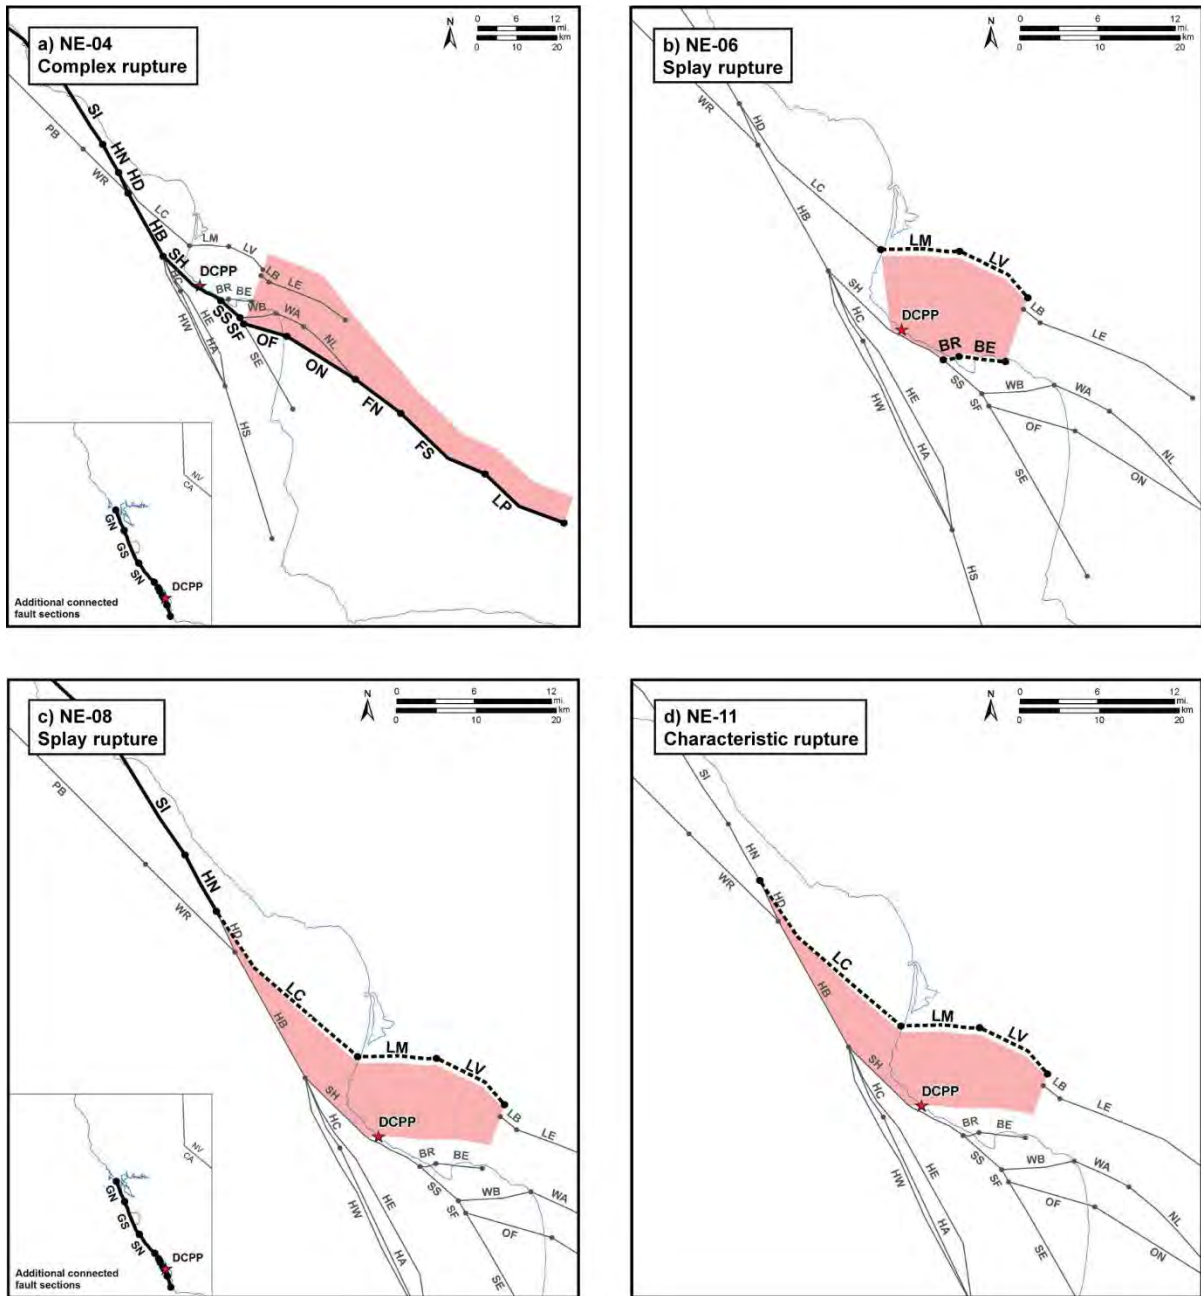 a) NE-04
Complex rupture
N
0 6 12
mi.
km
0 10 20
SI
HN
HD
PB
WR
LC
HB
SH
LM
LV
DCPP
LB
LE
BR
BE
HC
HE
HW
HA
SS
SF
WB
WA
NL
OF
ON
SE
FN
FS
HS
LP
NV
CA
GN
GS
SN
DCPP
Additional connected
fault sections
b) NE-06
Splay rupture
N
0 6 12
mi.
km
0 10 20
WR
HD
LC
HB
LM
LV
SH
DCPP
LB
LE
HC
BR
BE
HE
HW
HA
SS
SF
WB
WA
OF
NL
ON
SE
HS
c) NE-08
Splay rupture
N
0 6 12
mi.
km
0 10 20
SI
PB
HN
WR
HD
LC
HB
LM
LV
SH
DCPP
LB
LE
HC
BR
BE
HE
HW
HA
SS
SF
WB
WA
OF
SE
NV
CA
GN
GS
SN
DCPP
Additional connected
fault sections
d) NE-11
Characteristic rupture
N
0 6 12
mi.
km
0 10 20
SI
HN
WR
HD
LC
HB
LM
LV
SH
DCPP
LB
LE
HC
BR
BE
HE
HW
HA
SS
SF
WB
WA
OF
NL
ON
SE